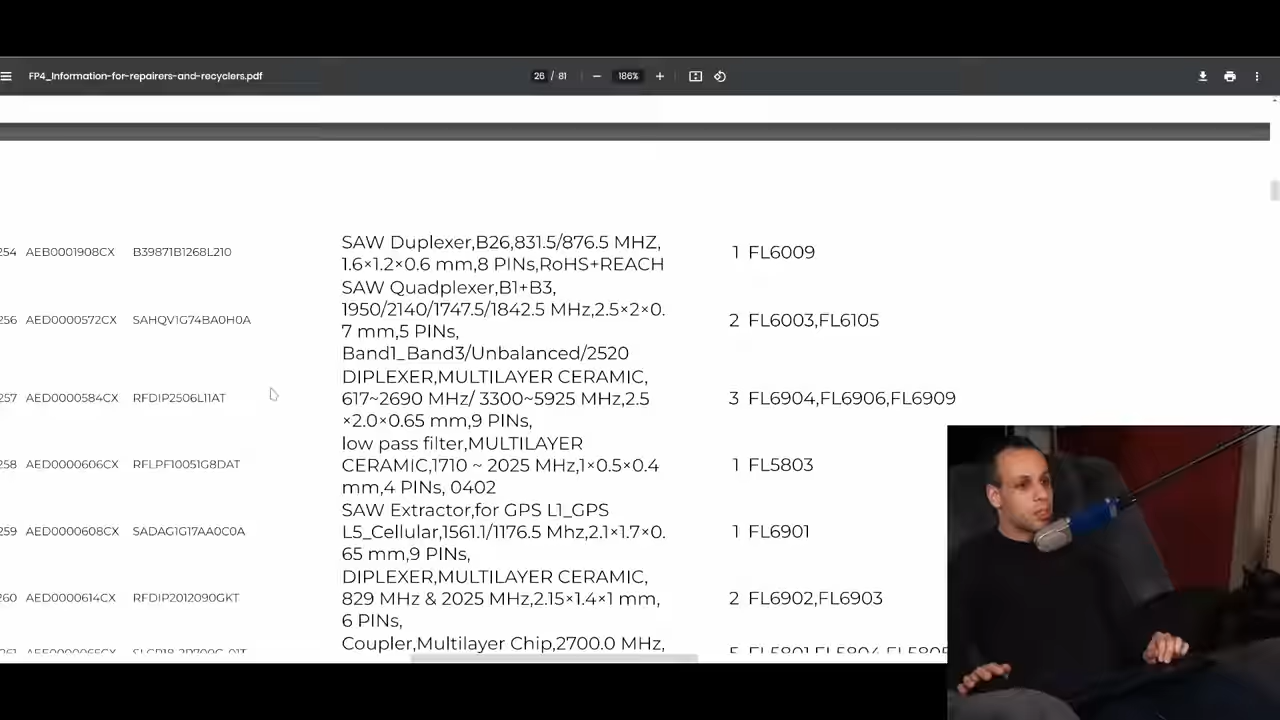 FP4_Information-for-repairers-and-recyclers.pdf
26 / 81
186%
254 AEB0001908CX B39871B1268L210
SAW Duplexer,B26,831.5/876.5 MHZ,
1.6×1.2×0.6 mm,8 PINs,RoHS+REACH
1 FL6009
256 AED0000572CX SAHQV1G74BA0H0A
SAW Quadplexer,B1+B3,
1950/2140/1747.5/1842.5 MHz,2.5×2×0.
7 mm,5 PINs,
Band1_Band3/Unbalanced/2520
2 FL6003,FL6105
257 AED0000584CX RFDIP2506L11AT
DIPLEXER,MULTILAYER CERAMIC,
617~2690 MHz/ 3300~5925 MHz,2.5
×2.0×0.65 mm,9 PINs,
3 FL6904,FL6906,FL6909
258 AED0000606CX RFLPF10051G8DAT
low pass filter,MULTILAYER
CERAMIC,1710 ~ 2025 MHz,1×0.5×0.4
mm,4 PINs, 0402
1 FL5803
259 AED0000608CX SADAG1G17AA0C0A
SAW Extractor,for GPS L1_GPS
L5_Cellular,1561.1/1176.5 Mhz,2.1×1.7×0.
65 mm,9 PINs,
1 FL6901
260 AED0000614CX RFDIP2012090GKT
DIPLEXER,MULTILAYER CERAMIC,
829 MHz & 2025 MHz,2.15×1.4×1 mm,
6 PINs,
2 FL6902,FL6903
Coupler,Multilayer Chip,2700.0 MHz,